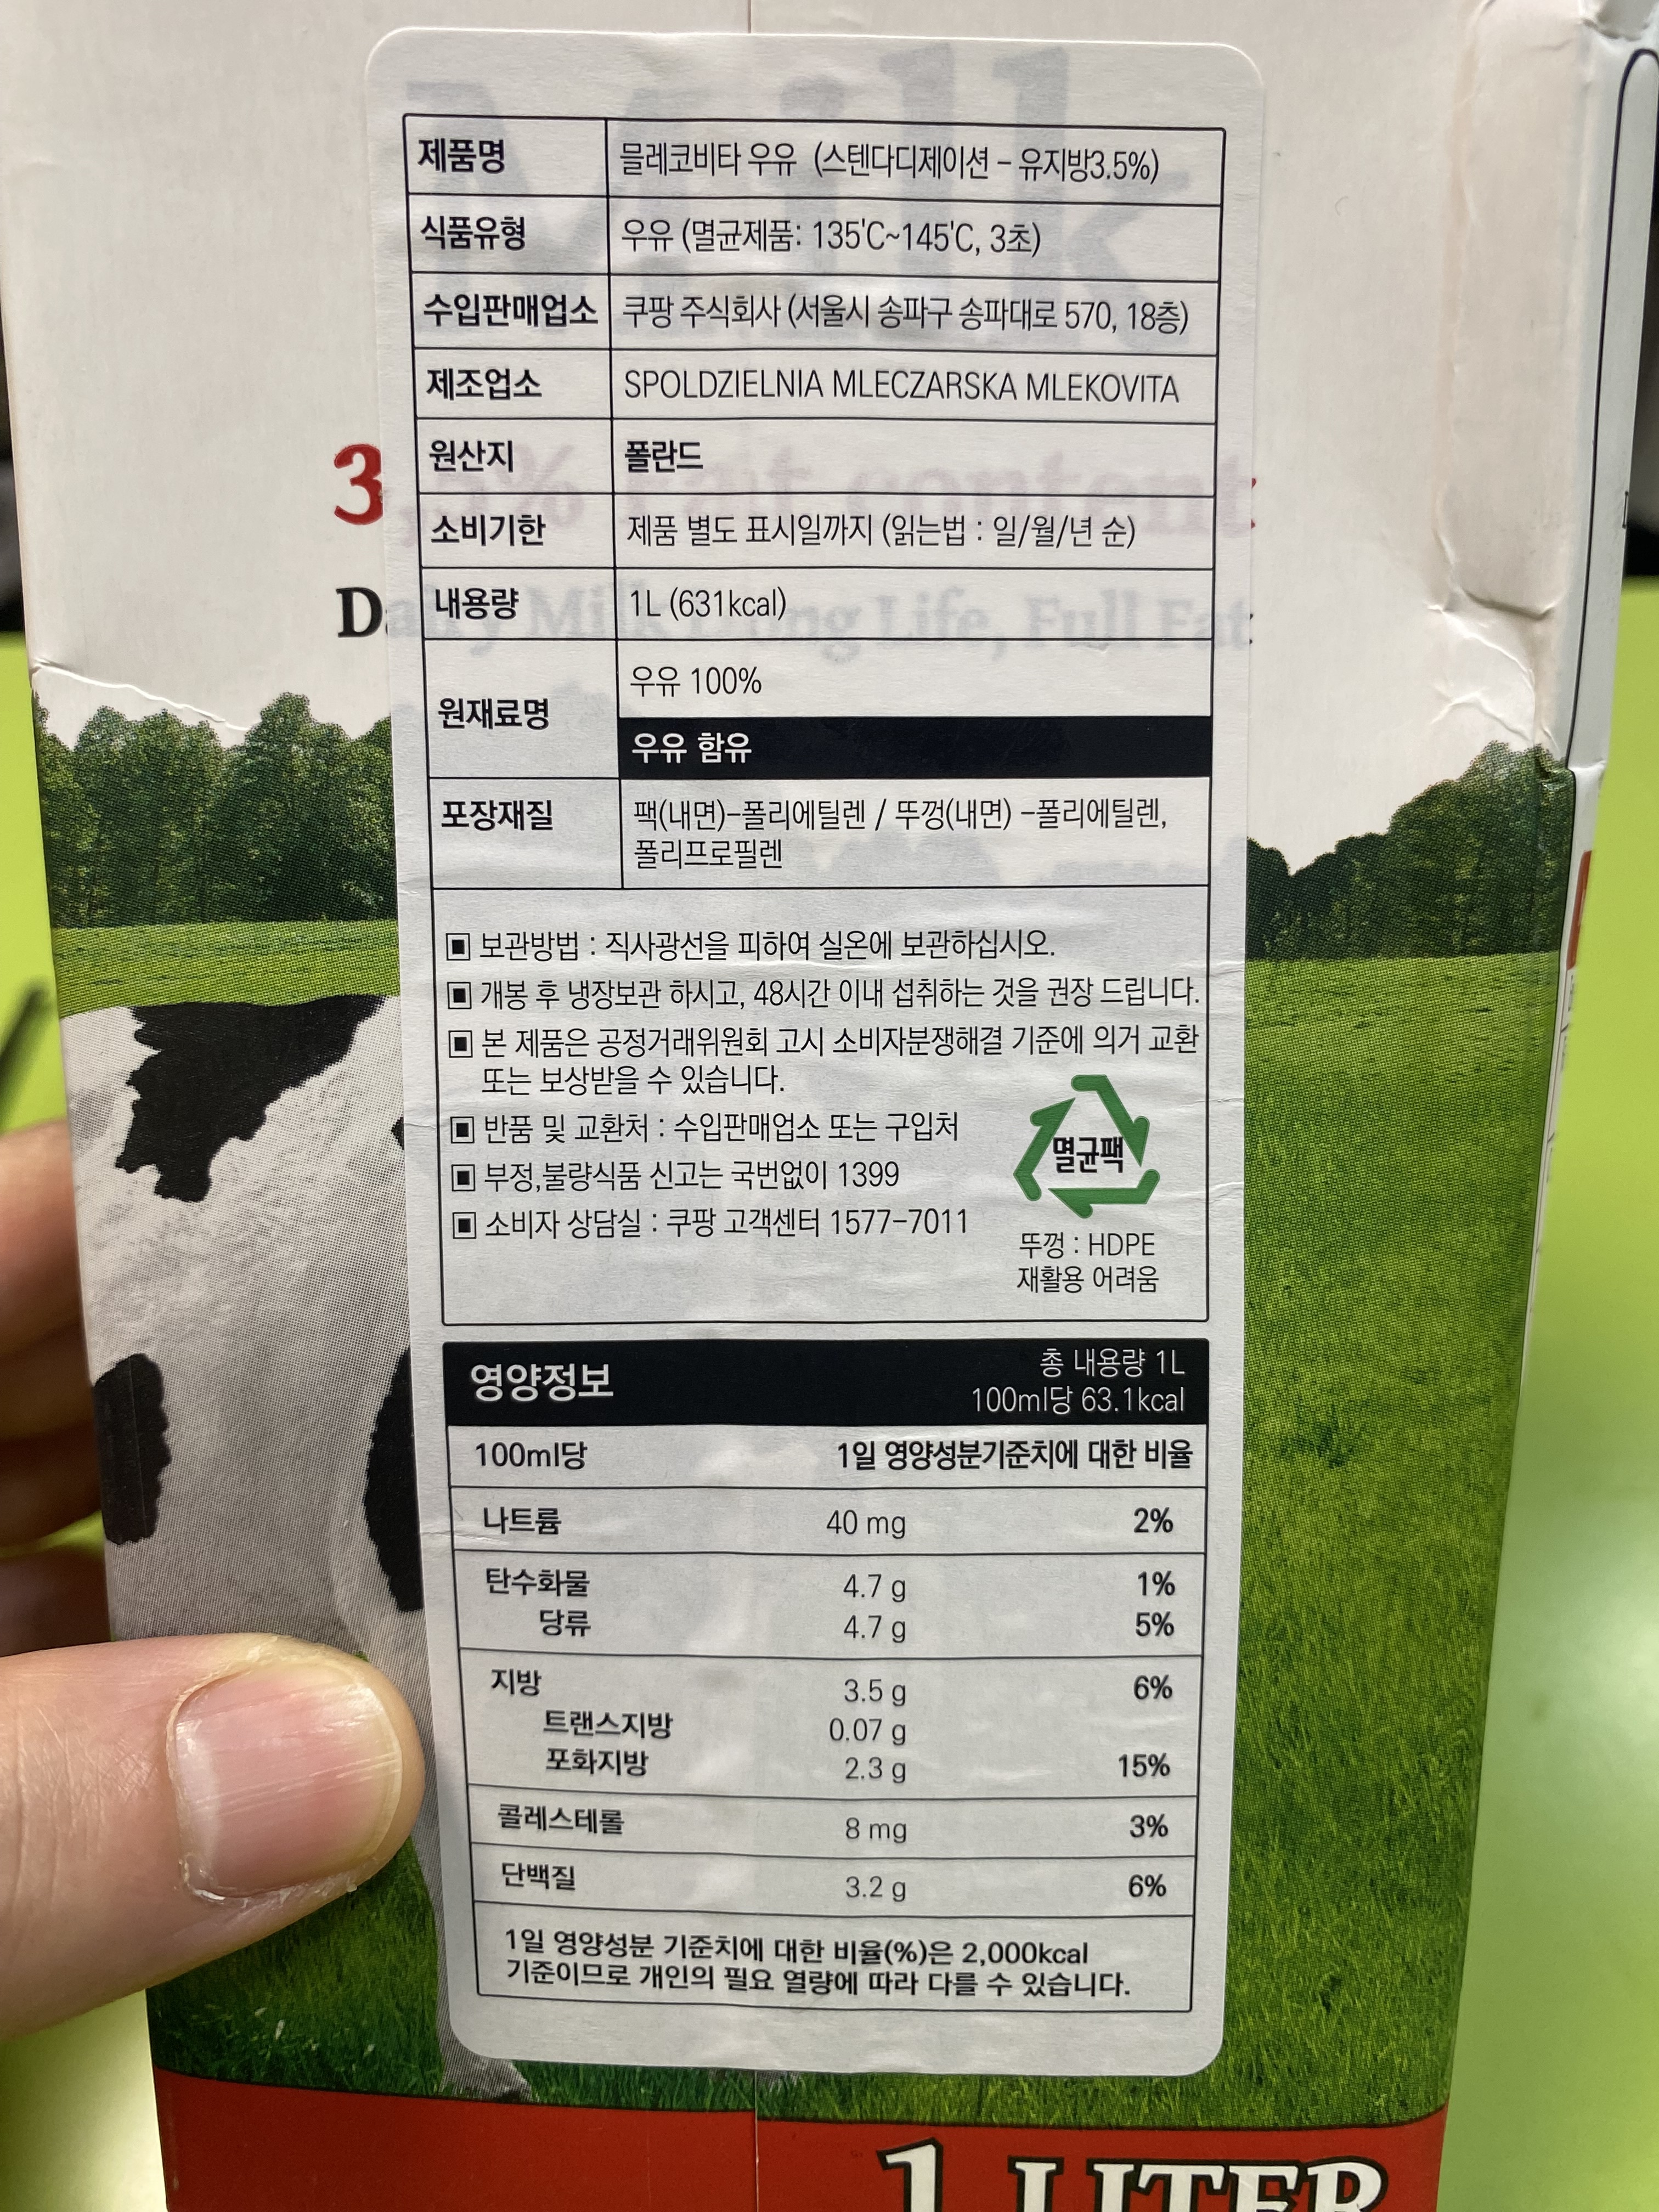 제품명 믈레코비타 우유 (스텐다디제이션 - 유지방3.5%)
식품유형 우유 (멸균제품: 135'C~145'C, 3초)
수입판매업소 쿠팡 주식회사 (서울시 송파구 송파대로 570, 18층)
제조업소 SPOLDZIELNIA MLECZARSKA MLEKOVITA
원산지 폴란드
소비기한 제품 별도 표시일까지 (읽는법 : 일/월/년 순)
내용량 1L (631kcal)
원재료명 우유 100%
우유 함유
포장재질 팩(내면)-폴리에틸렌 / 뚜껑(내면) -폴리에틸렌,
폴리프로필렌
▣ 보관방법 : 직사광선을 피하여 실온에 보관하십시오.
▣ 개봉 후 냉장보관 하시고, 48시간 이내 섭취하는 것을 권장 드립니다.
▣ 본 제품은 공정거래위원회 고시 소비자분쟁해결 기준에 의거 교환
또는 보상받을 수 있습니다.
▣ 반품 및 교환처 : 수입판매업소 또는 구입처
▣ 부정,불량식품 신고는 국번없이 1399
▣ 소비자 상담실 : 쿠팡 고객센터 1577-7011
멸균팩
뚜껑 : HDPE
재활용 어려움
영양정보
총 내용량 1L
100ml당 63.1kcal
100ml당 1일 영양성분기준치에 대한 비율
나트륨 40 mg 2%
탄수화물 4.7 g 1%
당류 4.7 g 5%
지방 3.5 g 6%
트랜스지방 0.07 g
포화지방 2.3 g 15%
콜레스테롤 8 mg 3%
단백질 3.2 g 6%
1일 영양성분 기준치에 대한 비율(%)은 2,000kcal
기준이므로 개인의 필요 열량에 따라 다를 수 있습니다.
Milk
3,5% fat content
Dairy Milk Long Life, Full Fat
1 LITER